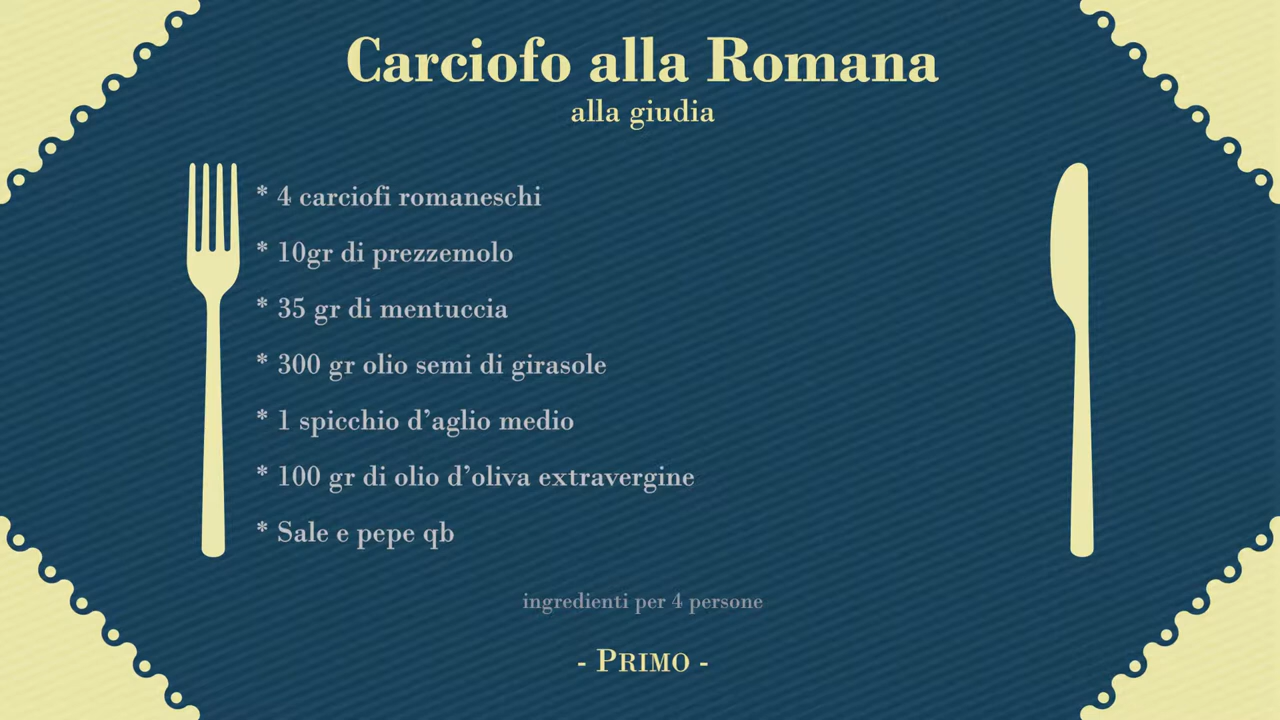 Carciofo alla Romana
alla giudia
* 4 carciofi romaneschi
* 10gr di prezzemolo
* 35 gr di mentuccia
* 300 gr olio semi di girasole
* 1 spicchio d’aglio medio
* 100 gr di olio d’oliva extravergine
* Sale e pepe qb
ingredienti per 4 persone
- PRIMO -